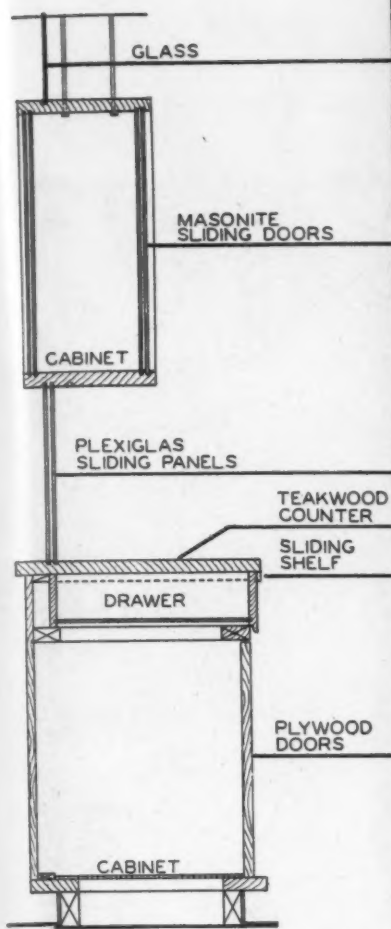 GLASS
MASONITE
SLIDING DOORS
CABINET
PLEXIGLAS
SLIDING PANELS
TEAKWOOD
COUNTER
SLIDING
SHELF
DRAWER
PLYWOOD
DOORS
CABINET